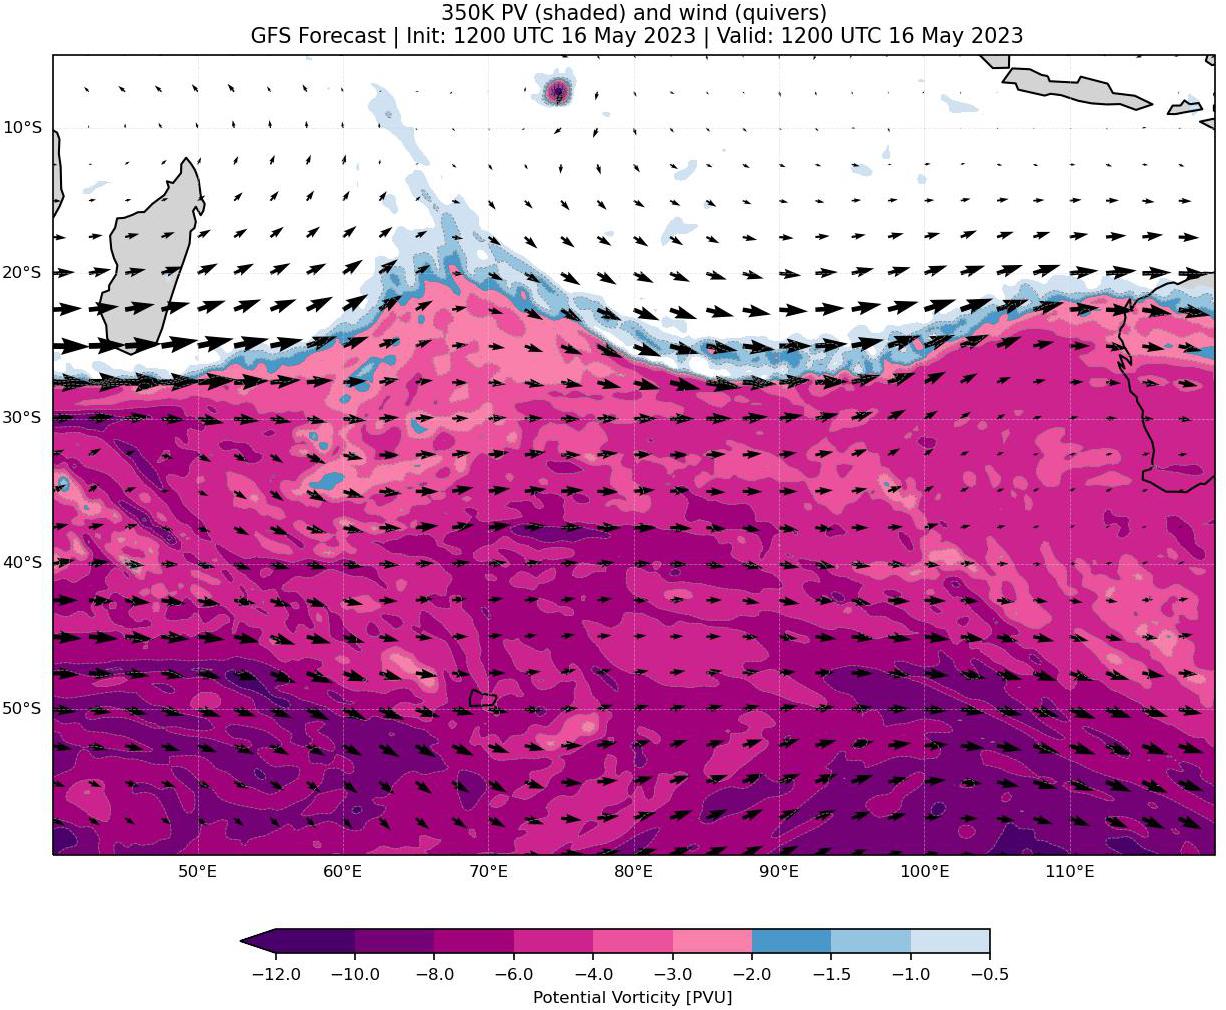 350K PV (shaded) and wind (quivers)
GFS Forecast | Init: 1200 UTC 16 May 2023 | Valid: 1200 UTC 16 May 2023
10°S
20°S
30°S
40°S
50°S
50°E 60°E 70°E 80°E 90°E 100°E 110°E
−12.0 −10.0 −8.0 −6.0 −4.0 −3.0 −2.0 −1.5 −1.0 −0.5
Potential Vorticity [PVU]